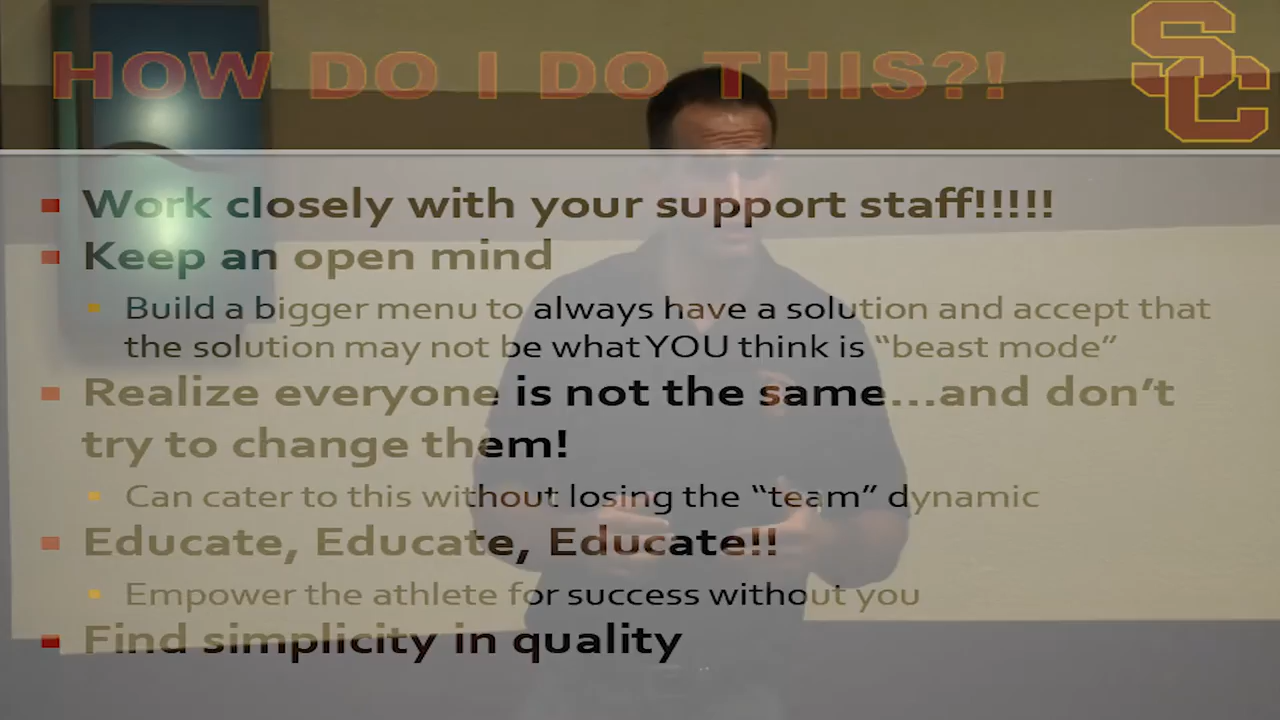 HOW DO I DO THIS?!
SC
Work closely with your support staff!!!!!
Keep an open mind
Build a bigger menu to always have a solution and accept that
the solution may not be what YOU think is “beast mode”
Realize everyone is not the same...and don’t
try to change them!
Can cater to this without losing the “team” dynamic
Educate, Educate, Educate!!
Empower the athlete for success without you
Find simplicity in quality